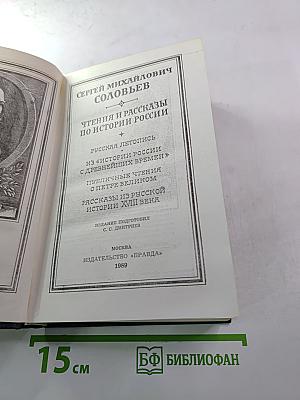 СЕРГЕЙ МИХАЙЛОВИЧ
СОЛОВЬЕВ
ЧТЕНИЯ И РАССКАЗЫ
ПО ИСТОРИИ РОССИИ
РУССКАЯ ЛЕТОПИСЬ
ИЗ «ИСТОРИИ РОССИИ
С ДРЕВНЕЙШИХ ВРЕМЕН»
ПУБЛИЧНЫЕ ЧТЕНИЯ
О ПЕТРЕ ВЕЛИКОМ
РАССКАЗЫ ИЗ РУССКОЙ
ИСТОРИИ XVIII ВЕКА
ИЗДАНИЕ ПОДГОТОВИЛ
С. С. ДМИТРИЕВ
МОСКВА
ИЗДАТЕЛЬСТВО «ПРАВДА»
1989
15 см
БФ БИБЛИОФАН